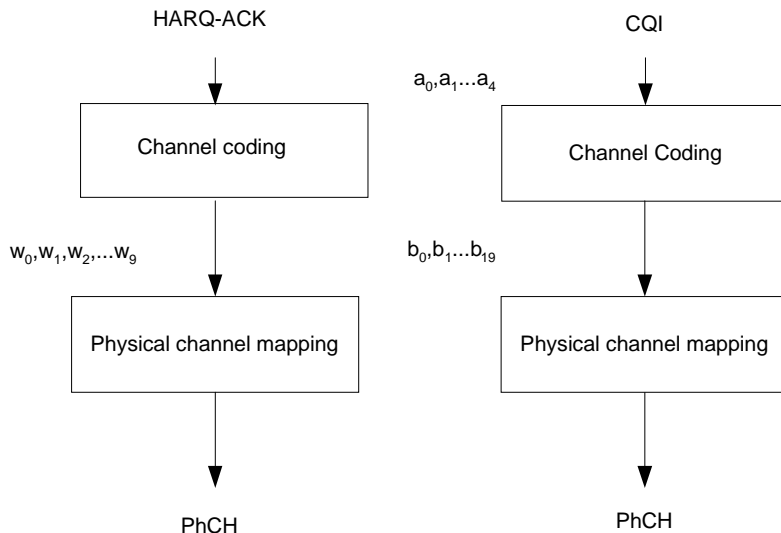 HARQ-ACK
Channel coding
w0,w1,w2,...w9
Physical channel mapping
PhCH
CQI
a0,a1...a4
Channel Coding
b0,b1...b19
Physical channel mapping
PhCH